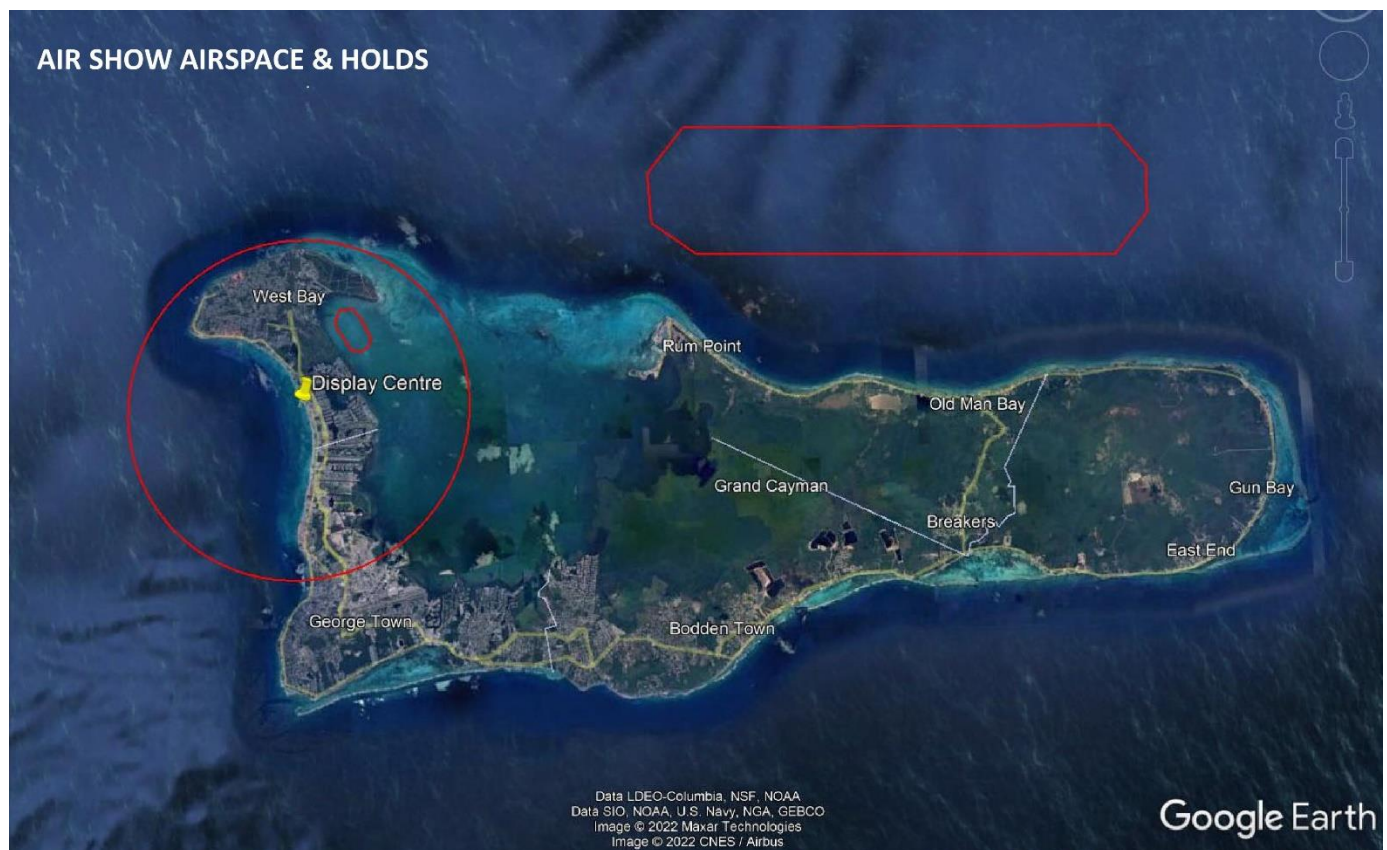 AIR SHOW AIRSPACE & HOLDS
West Bay
Rum Point
Display Centre
Old Man Bay
Grand Cayman
Gun Bay
Breakers
East End
George Town
Bodden Town
Data LDEO-Columbia, NSF, NOAA
Data SIO, NOAA, U.S. Navy, NGA, GEBCO
Image © 2022 Maxar Technologies
Image © 2022 CNES / Airbus
Google Earth